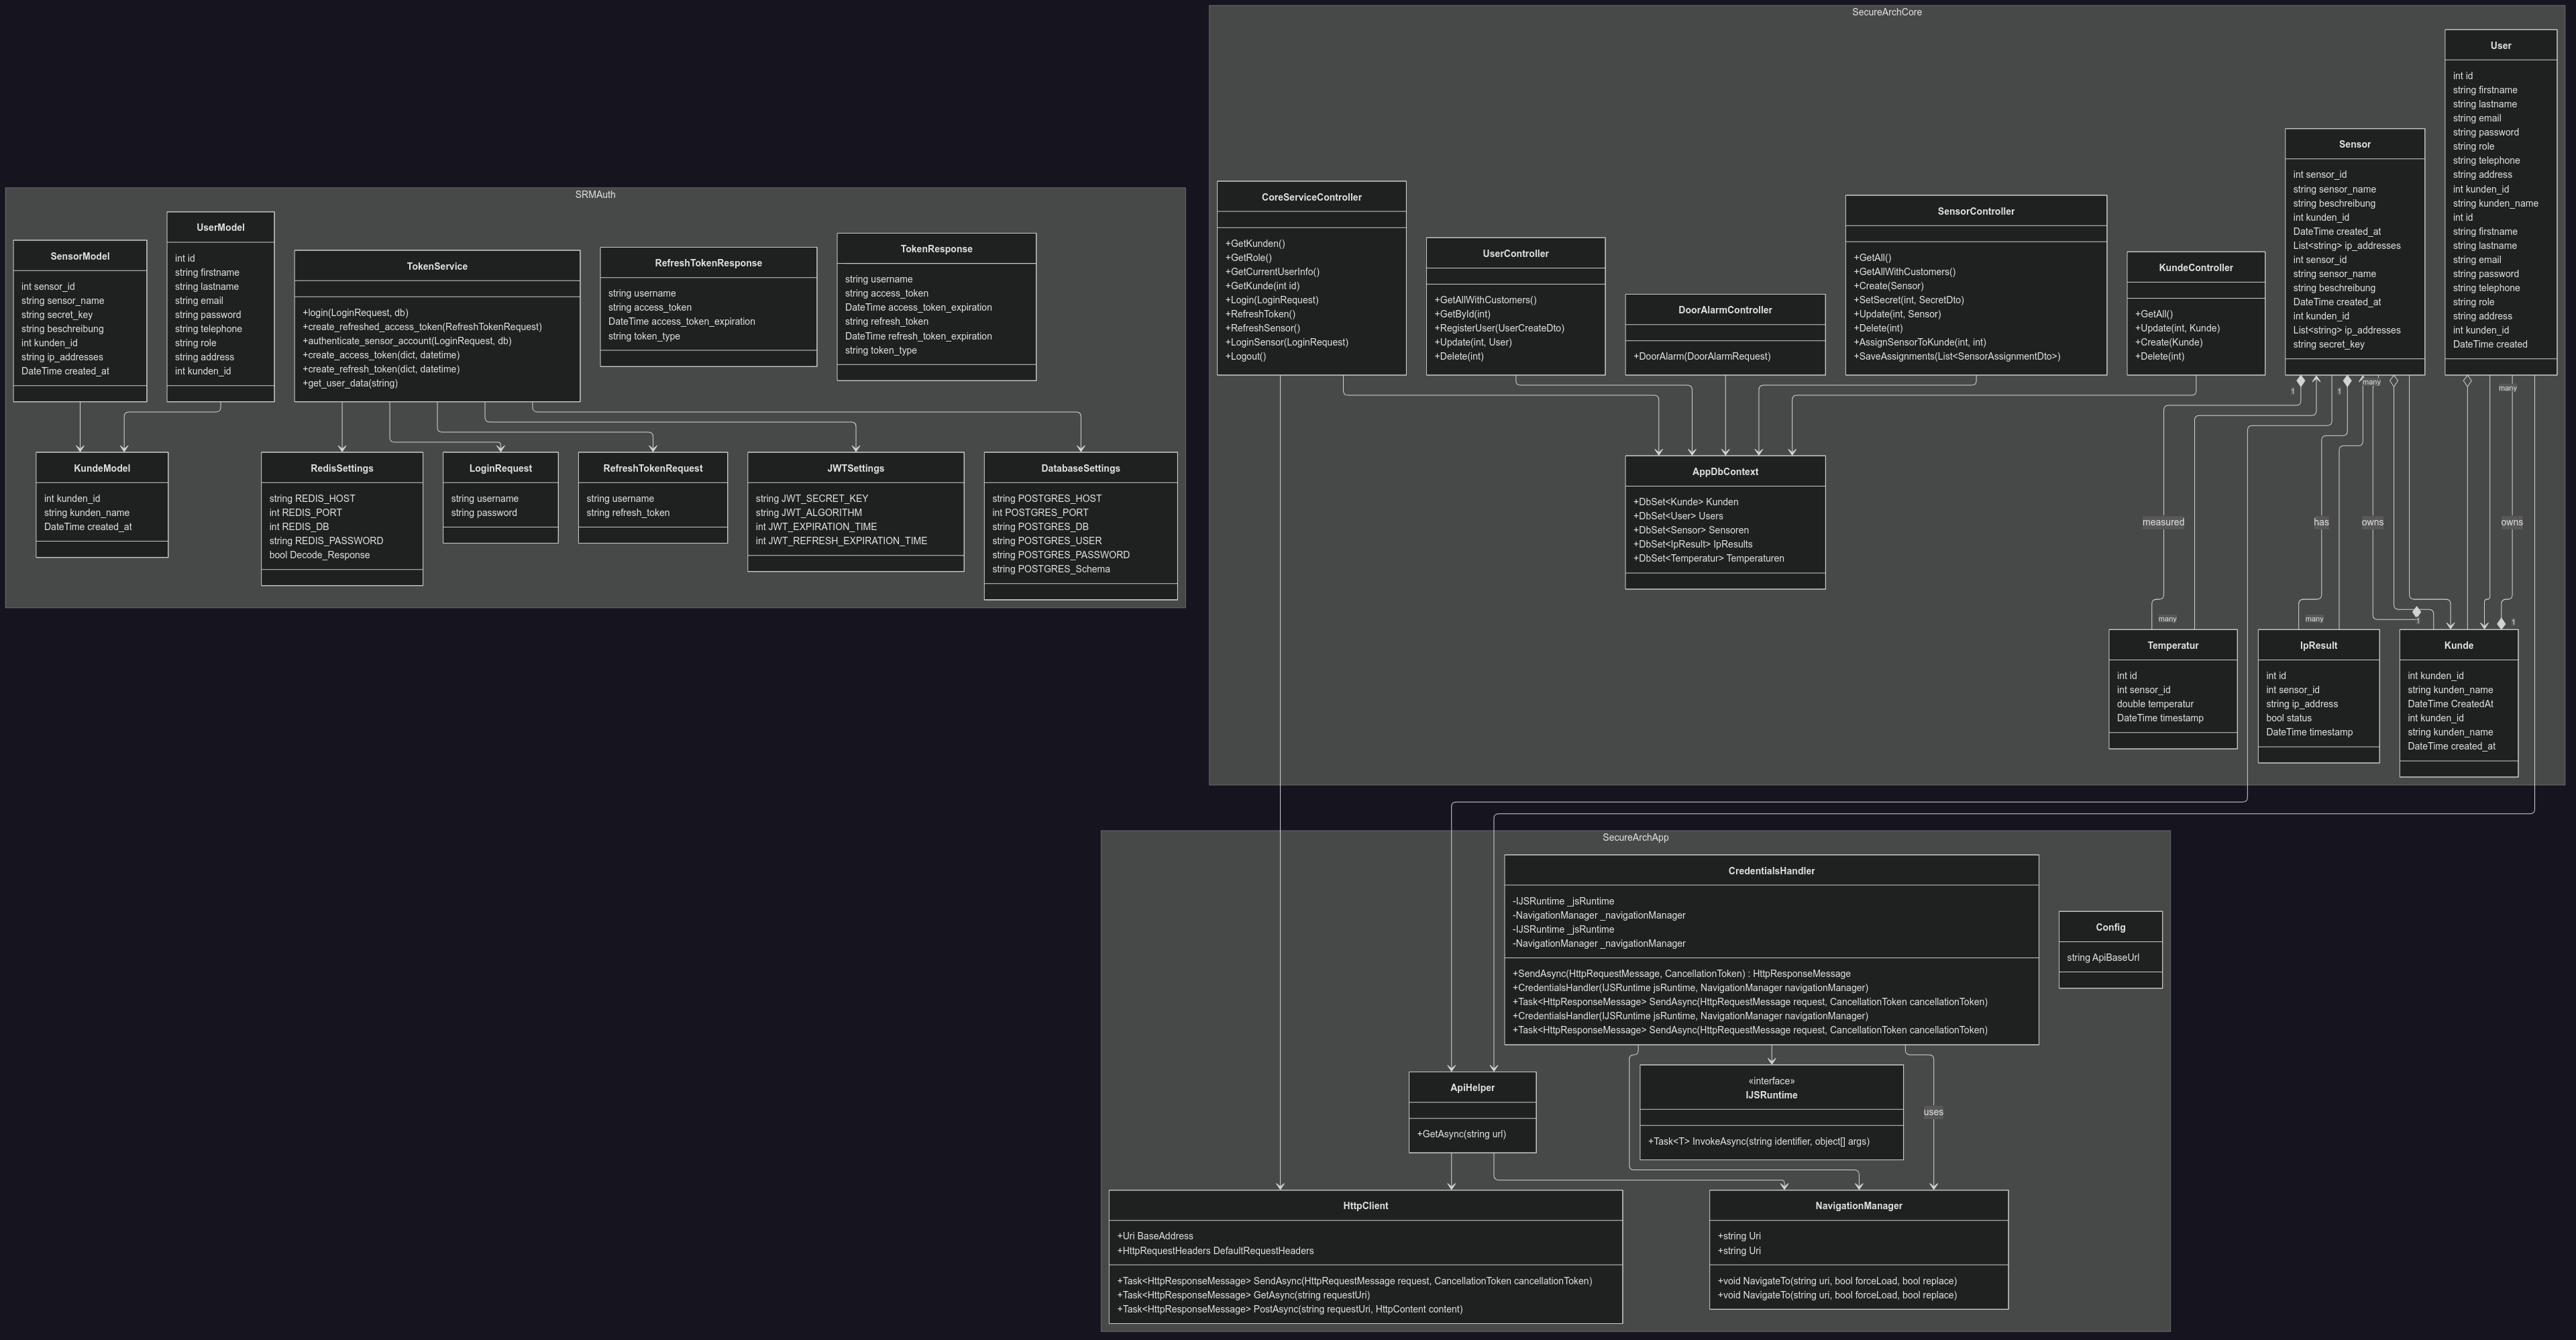 SRMAuth
SensorModel
int sensor_id
string sensor_name
string secret_key
string beschreibung
int kunden_id
string ip_addresses
DateTime created_at
UserModel
int id
string firstname
string lastname
string email
string password
string telephone
string role
string address
int kunden_id
TokenService
+login(LoginRequest, db)
+create_refreshed_access_token(RefreshTokenRequest)
+authenticate_sensor_account(LoginRequest, db)
+create_access_token(dict, datetime)
+create_refresh_token(dict, datetime)
+get_user_data(string)
RefreshTokenResponse
string username
string access_token
DateTime access_token_expiration
string token_type
TokenResponse
string username
string access_token
DateTime access_token_expiration
string refresh_token
DateTime refresh_token_expiration
string token_type
KundeModel
int kunden_id
string kunden_name
DateTime created_at
RedisSettings
string REDIS_HOST
int REDIS_PORT
int REDIS_DB
string REDIS_PASSWORD
bool Decode_Response
LoginRequest
string username
string password
RefreshTokenRequest
string username
string refresh_token
JWTSettings
string JWT_SECRET_KEY
string JWT_ALGORITHM
int JWT_EXPIRATION_TIME
int JWT_REFRESH_EXPIRATION_TIME
DatabaseSettings
string POSTGRES_HOST
int POSTGRES_PORT
string POSTGRES_DB
string POSTGRES_USER
string POSTGRES_PASSWORD
string POSTGRES_Schema
SecureArchCore
CoreServiceController
+GetKunden()
+GetRole()
+GetCurrentUserInfo()
+GetKunde(int id)
+Login(LoginRequest)
+RefreshToken()
+RefreshSensor()
+LoginSensor(LoginRequest)
+Logout()
UserController
+GetAllWithCustomers()
+GetById(int)
+RegisterUser(UserCreateDto)
+Update(int, User)
+Delete(int)
DoorAlarmController
+DoorAlarm(DoorAlarmRequest)
SensorController
+GetAll()
+GetAllWithCustomers()
+Create(Sensor)
+SetSecret(int, SecretDto)
+Update(int, Sensor)
+Delete(int)
+AssignSensorToKunde(int, int)
+SaveAssignments(List<SensorAssignmentDto>)
KundeController
+GetAll()
+Update(int, Kunde)
+Create(Kunde)
+Delete(int)
Sensor
int sensor_id
string sensor_name
string beschreibung
int kunden_id
DateTime created_at
List<string> ip_addresses
int sensor_id
string sensor_name
string beschreibung
DateTime created_at
int kunden_id
List<string> ip_addresses
string secret_key
User
int id
string firstname
string lastname
string email
string password
string role
string telephone
string address
int kunden_id
string kunden_name
int id
string firstname
string lastname
string email
string password
string telephone
string role
string address
int kunden_id
DateTime created
1
1
many
many
AppDbContext
+DbSet<Kunde> Kunden
+DbSet<User> Users
+DbSet<Sensor> Sensoren
+DbSet<IpResult> IpResults
+DbSet<Temperatur> Temperaturen
measured
has
owns
owns
many
many
1
1
Temperatur
int id
int sensor_id
double temperatur
DateTime timestamp
IpResult
int id
int sensor_id
string ip_address
bool status
DateTime timestamp
Kunde
int kunden_id
string kunden_name
DateTime CreatedAt
int kunden_id
string kunden_name
DateTime created_at
SecureArchApp
CredentialsHandler
-IJSRuntime _jsRuntime
-NavigationManager _navigationManager
-IJSRuntime _jsRuntime
-NavigationManager _navigationManager
+SendAsync(HttpRequestMessage, CancellationToken) : HttpResponseMessage
+CredentialsHandler(IJSRuntime jsRuntime, NavigationManager navigationManager)
+Task<HttpResponseMessage> SendAsync(HttpRequestMessage request, CancellationToken cancellationToken)
+CredentialsHandler(IJSRuntime jsRuntime, NavigationManager navigationManager)
+Task<HttpResponseMessage> SendAsync(HttpRequestMessage request, CancellationToken cancellationToken)
Config
string ApiBaseUrl
ApiHelper
+GetAsync(string url)
«interface»
IJSRuntime
+Task<T> InvokeAsync(string identifier, object[] args)
uses
HttpClient
+Uri BaseAddress
+HttpRequestHeaders DefaultRequestHeaders
+Task<HttpResponseMessage> SendAsync(HttpRequestMessage request, CancellationToken cancellationToken)
+Task<HttpResponseMessage> GetAsync(string requestUri)
+Task<HttpResponseMessage> PostAsync(string requestUri, HttpContent content)
NavigationManager
+string Uri
+string Uri
+void NavigateTo(string uri, bool forceLoad, bool replace)
+void NavigateTo(string uri, bool forceLoad, bool replace)